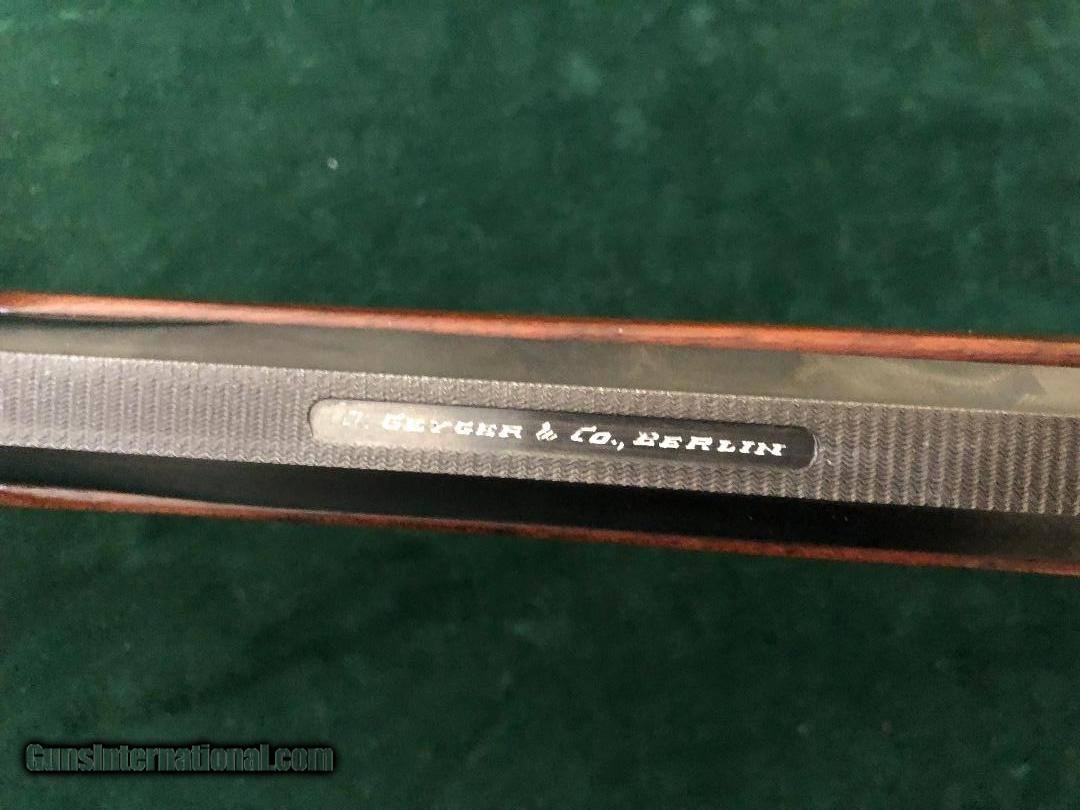 GEYGER & CO., BERLIN
GunsInternational.com